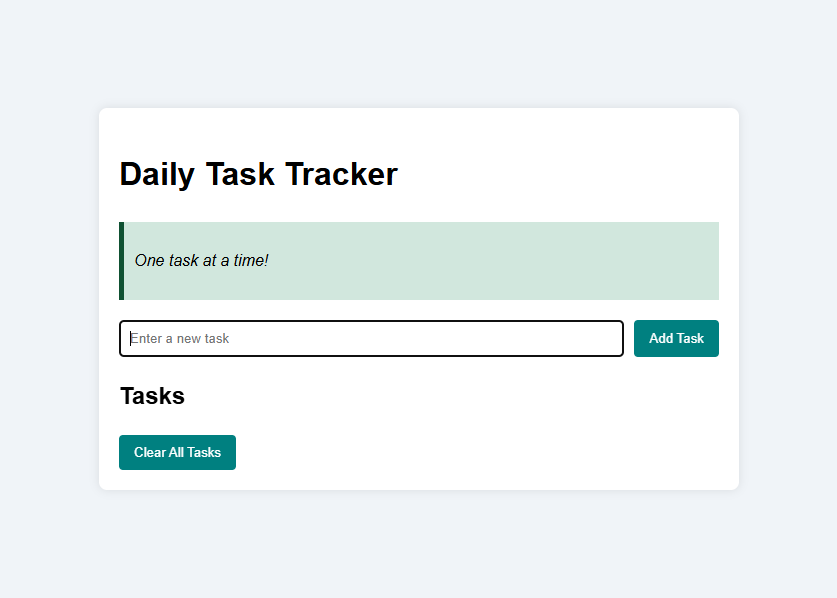 Daily Task Tracker
One task at a time!
Enter a new task
Add Task
Tasks
Clear All Tasks